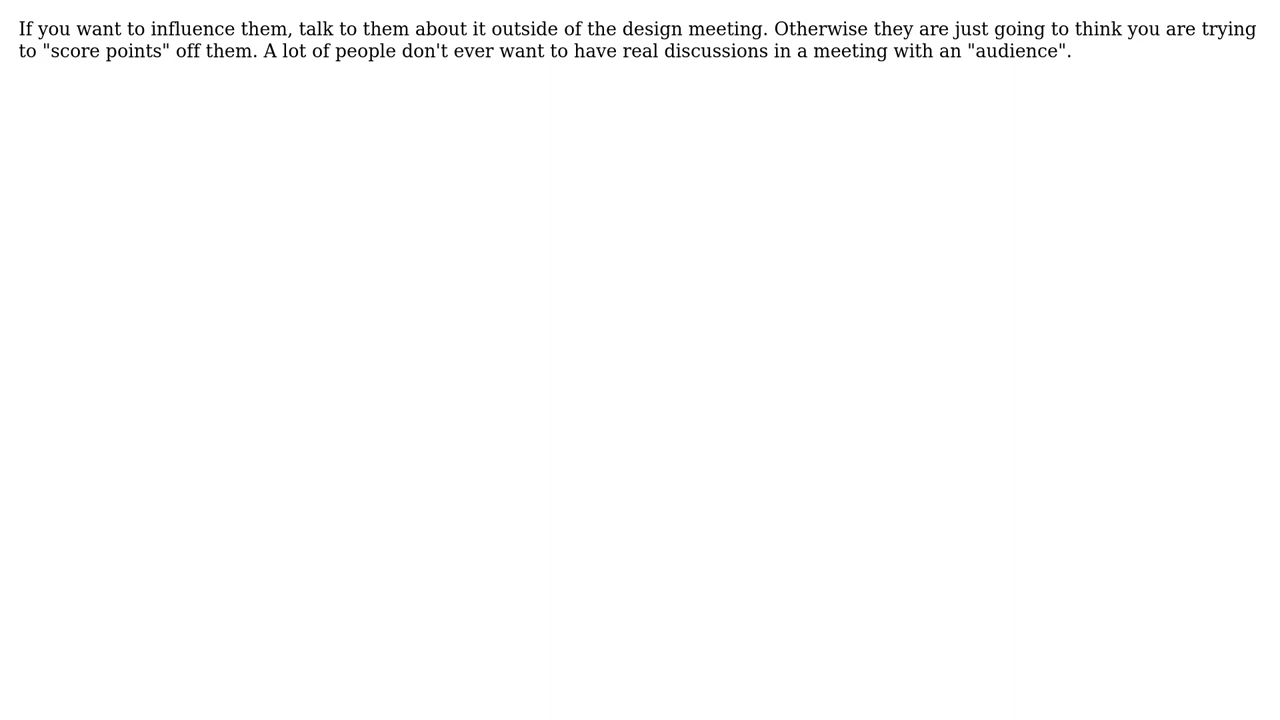 If you want to influence them, talk to them about it outside of the design meeting. Otherwise they are just going to think you are trying
to "score points" off them. A lot of people don't ever want to have real discussions in a meeting with an "audience".